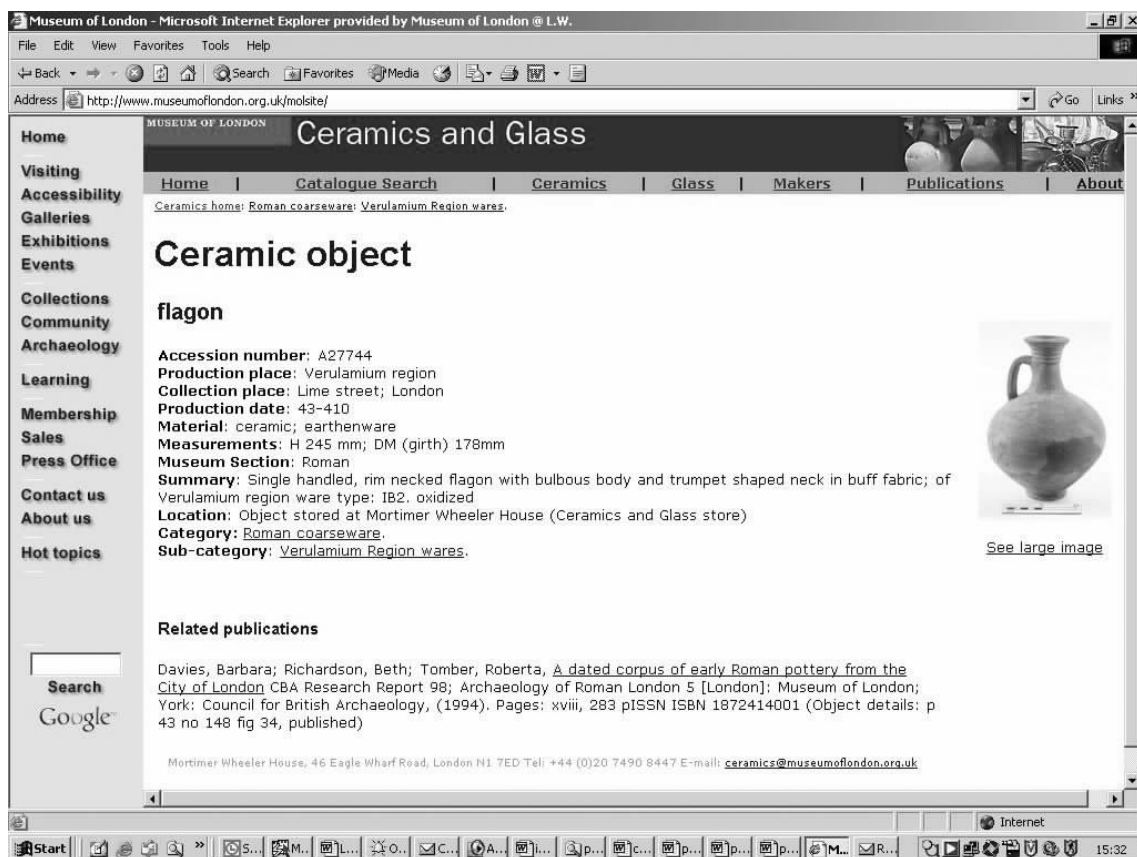 Museum of London - Microsoft Internet Explorer provided by Museum of London @ L.W.
File Edit View Favorites Tools Help
Back Search Favorites Media
Address http://www.museumoflondon.org.uk/molsite/ Go Links »
MUSEUM OF LONDON Ceramics and Glass
Home | Catalogue Search | Ceramics | Glass | Makers | Publications | About
Home
Visiting
Accessibility
Galleries
Exhibitions
Events
Collections
Community
Archaeology
Learning
Membership
Sales
Press Office
Contact us
About us
Hot topics
Search
Google
Ceramics home: Roman coarseware: Verulamium Region wares.
Ceramic object
flagon
Accession number: A27744
Production place: Verulamium region
Collection place: Lime street; London
Production date: 43-410
Material: ceramic; earthenware
Measurements: H 245 mm; DM (girth) 178mm
Museum Section: Roman
Summary: Single handled, rim necked flagon with bulbous body and trumpet shaped neck in buff fabric; of
Verulamium region ware type: IB2. oxidized
Location: Object stored at Mortimer Wheeler House (Ceramics and Glass store)
Category: Roman coarseware.
Sub-category: Verulamium Region wares.
See large image
Related publications
Davies, Barbara; Richardson, Beth; Tomber, Roberta, A dated corpus of early Roman pottery from the
City of London CBA Research Report 98; Archaeology of Roman London 5 [London]: Museum of London;
York: Council for British Archaeology, (1994). Pages: xviii, 283 pISSN ISBN 1872414001 (Object details: p
43 no 148 fig 34, published)
Mortimer Wheeler House, 46 Eagle Wharf Road, London N1 7ED Tel: +44 (0)20 7490 8447 E-mail: ceramics@museumoflondon.org.uk
Internet
Start » S... M... L... O... C... A... i... p... c... p... p... p... M... R... 15:32